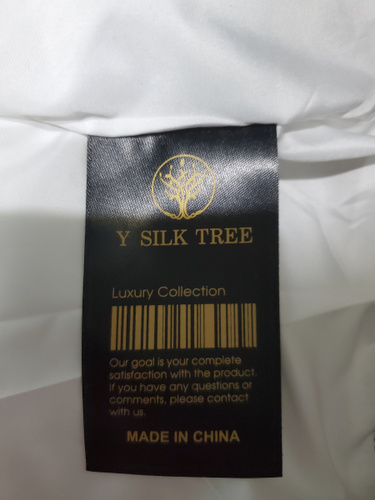 Y SILK TREE
Luxury Collection
Our goal is your complete
satisfaction with the product.
If you have any questions or
comments, please contact
with us.
MADE IN CHINA